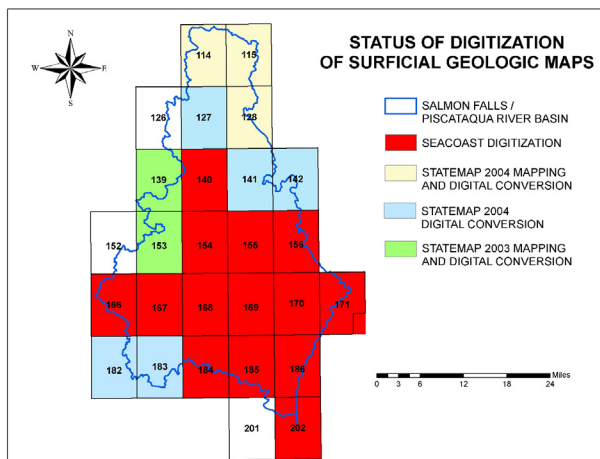 STATUS OF DIGITIZATION
OF SURFICIAL GEOLOGIC MAPS
N
W E
S
114 115
126 127 128
139 140 141 142
152 153 154 155 156
166 167 168 169 170 171
182 183 184 185 186
201 202
SALMON FALLS /
PISCATAQUA RIVER BASIN
SEACOAST DIGITIZATION
STATEMAP 2004 MAPPING
AND DIGITAL CONVERSION
STATEMAP 2004
DIGITAL CONVERSION
STATEMAP 2003 MAPPING
AND DIGITAL CONVERSION
Miles
0 3 6 12 18 24